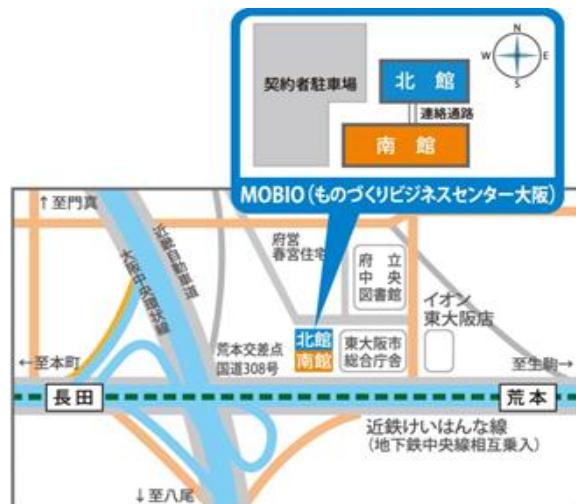 N
W
E
S
契約者駐車場
北 館
連絡通路
南 館
MOBIO(ものづくりビジネスセンター大阪)
↑至門真
近畿自動車道
大阪中央環状線
府営
春宮住宅
府 立
中 央
図書館
イオン
東大阪店
荒本交差点
国道308号
北館
南館
東大阪市
総合庁舎
←至本町
至生駒→
長田
荒本
近鉄けいはんな線
(地下鉄中央線相互乗入)
↓至八尾